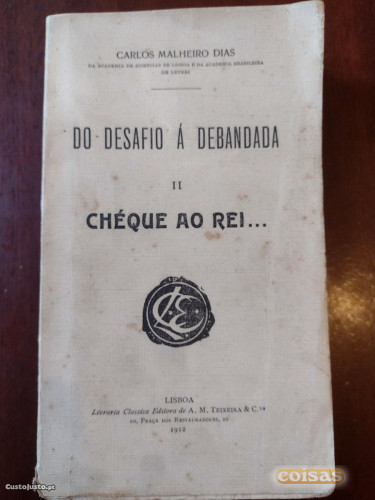 CARLOS MALHEIRO DIAS
DA ACADEMIA DE SCIENCIAS DE LISBOA E DA ACADEMIA BRASILEIRA
DE LETRAS
DO DESAFIO Á DEBANDADA
II
CHÉQUE AO REI...
LISBOA
Livraria Classica Editora de A. M. TEIXEIRA & C.ta
20, PRAÇA DOS RESTAURADORES, 20
1912
CustoJusto.pt
coisas